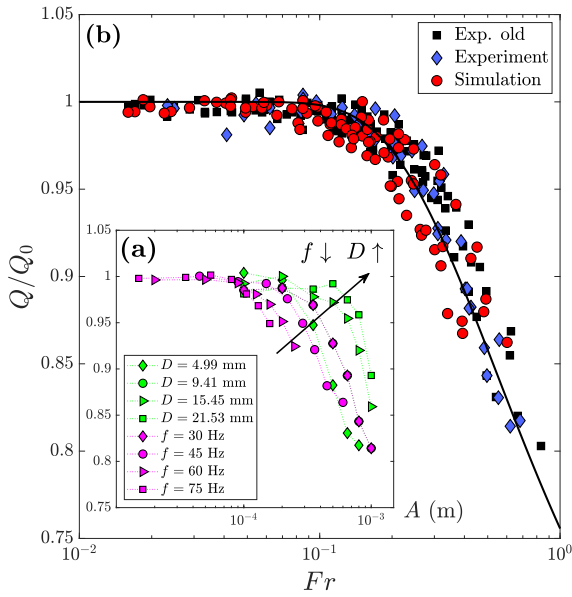 1.05
(b)
Exp. old
Experiment
Simulation
1
0.95
0.9
0.85
0.8
0.75
Q/Q₀
10⁻²
10⁻¹
10⁰
Fr
1.05
(a)
f ↓ D ↑
1
0.95
0.9
0.85
0.8
0.75
D = 4.99 mm
D = 9.41 mm
D = 15.45 mm
D = 21.53 mm
f = 30 Hz
f = 45 Hz
f = 60 Hz
f = 75 Hz
10⁻⁴
10⁻³
A (m)